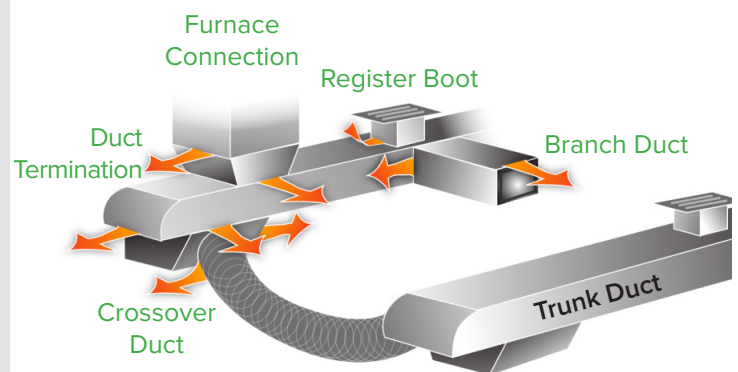 Furnace
Connection
Register Boot
Duct
Termination
Branch Duct
Crossover
Duct
Trunk Duct